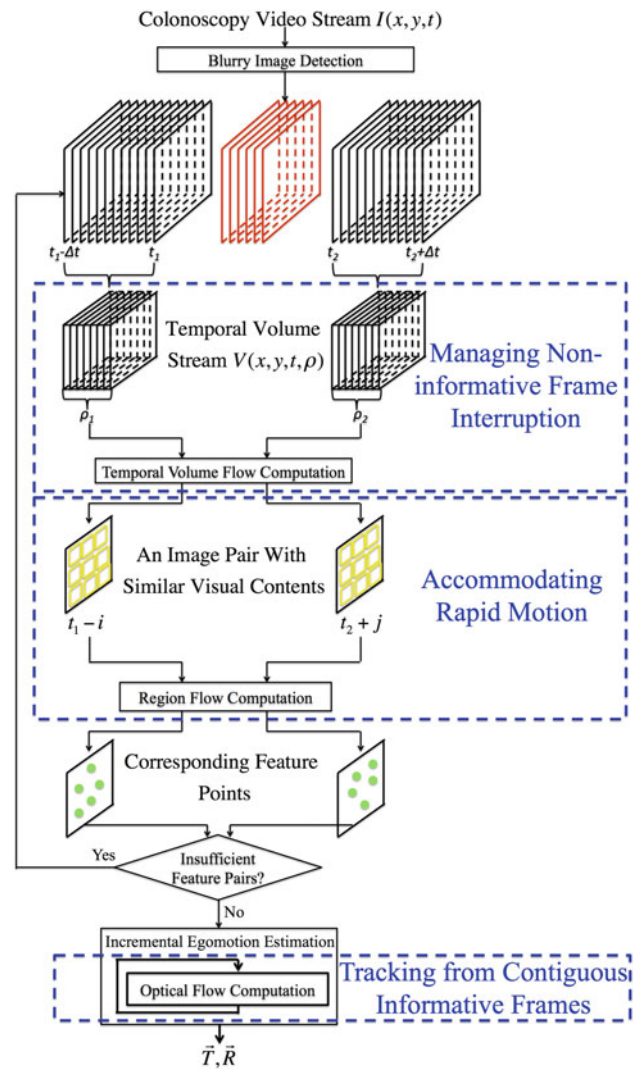 Colonoscopy Video Stream I(x,y,t)
Blurry Image Detection
t₁-Δt
t₁
t₂
t₂+Δt
Temporal Volume
Stream V(x,y,t,ρ)
ρ₁
ρ₂
Managing Non-
informative Frame
Interruption
Temporal Volume Flow Computation
An Image Pair With
Similar Visual Contents
t₁ − i
t₂ + j
Accommodating
Rapid Motion
Region Flow Computation
Corresponding Feature
Points
Yes
Insufficient
Feature Pairs?
No
Incremental Egomotion Estimation
Optical Flow Computation
Tracking from Contiguous
Informative Frames
T⃗, R⃗